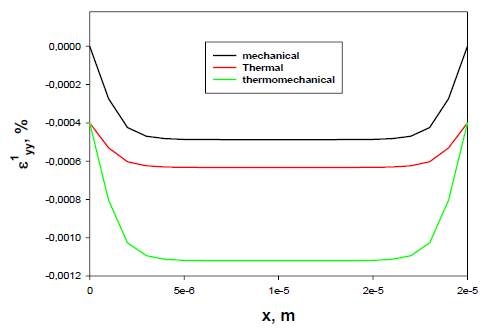 0,0000
-0,0002
-0,0004
-0,0006
-0,0008
-0,0010
-0,0012
ε¹yy, %
mechanical
Thermal
thermomechanical
0 5e-6 1e-5 2e-5 2e-5
x, m